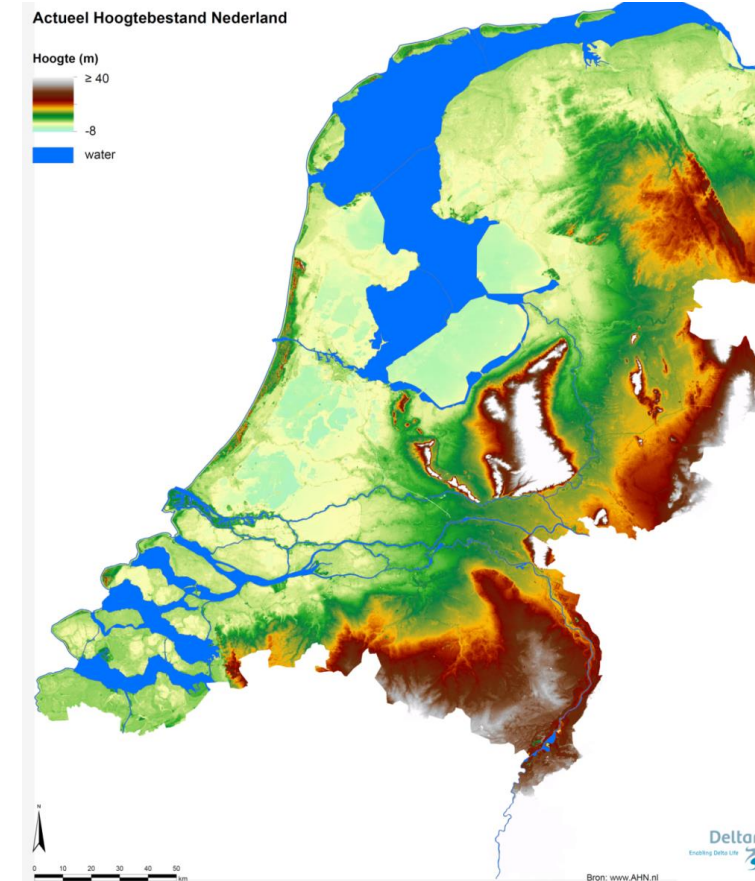 Actueel Hoogtebestand Nederland
Hoogte (m)
≥ 40
-8
water
N
0 10 20 30 40 50
km
Deltar
Enabling Delta Life
Bron: www.AHN.nl